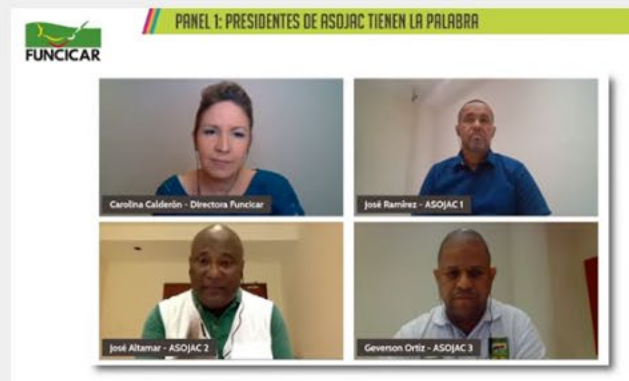 PANEL 1: PRESIDENTES DE ASOJAC TIENEN LA PALABRA
FUNCICAR
Carolina Calderón - Directora Funcicar
José Ramírez - ASOJAC 1
José Altamar - ASOJAC 2
Geverson Ortiz - ASOJAC 3